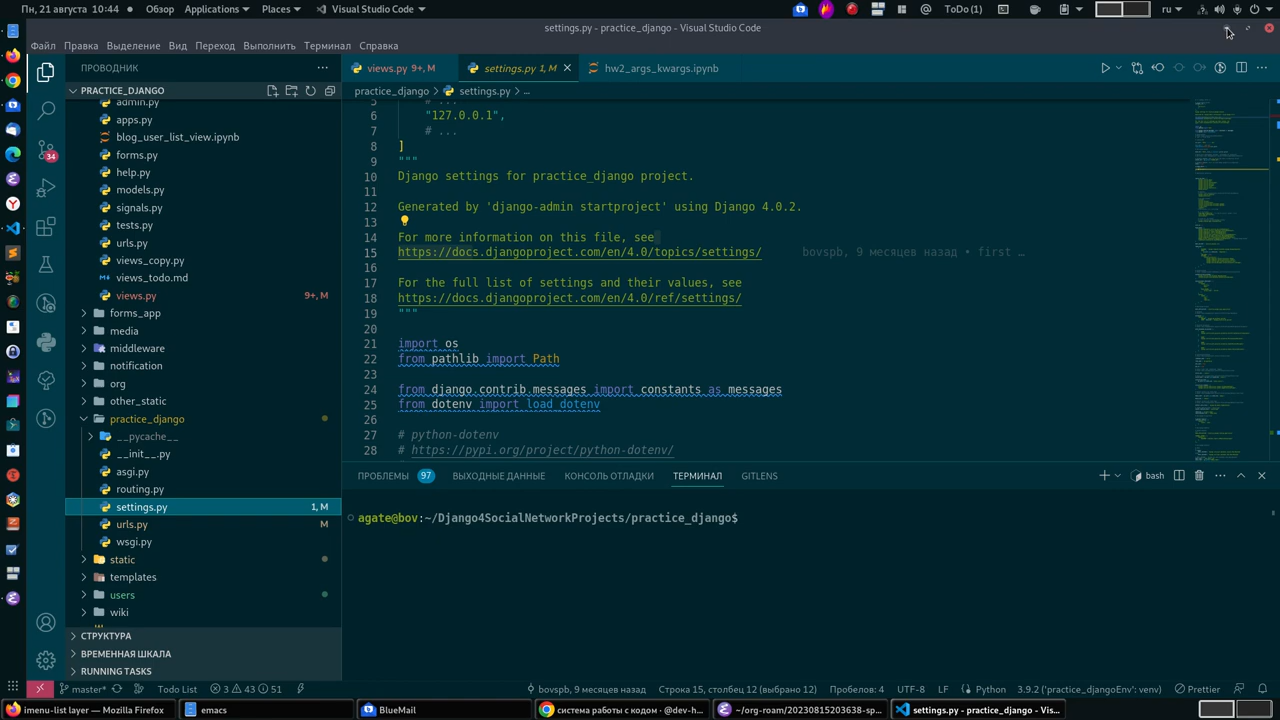 Пн, 21 августа 10:44 Обзор Applications Places Visual Studio Code ToDo(1) ru
settings.py - practice_django - Visual Studio Code
Файл Правка Выделение Вид Переход Выполнить Терминал Справка
ПРОВОДНИК
views.py 9+, M settings.py 1, M hw2_args_kwargs.ipynb
PRACTICE_DJANGO
practice_django > settings.py > ...
admin.py
apps.py
blog_user_list_view.ipynb
forms.py
help.py
models.py
signals.py
tests.py
urls.py
views_copy.py
views_todo.md
views.py 9+, M
forms_app
media
middleware
notification
org
other_static
practice_django
__pycache__
__init__.py
asgi.py
routing.py
settings.py 1, M
urls.py M
wsgi.py
static
templates
users
wiki
СТРУКТУРА
ВРЕМЕННАЯ ШКАЛА
RUNNING TASKS
5 # ...
6 "127.0.0.1",
7 # ...
8 ]
9 """
10 Django settings for practice_django project.
11
12 Generated by 'django-admin startproject' using Django 4.0.2.
13
14 For more information on this file, see
15 https://docs.djangoproject.com/en/4.0/topics/settings/ bovspb, 9 месяцев назад • first …
16
17 For the full list of settings and their values, see
18 https://docs.djangoproject.com/en/4.0/ref/settings/
19 """
20
21 import os
22 from pathlib import Path
23
24 from django.contrib.messages import constants as messages
25 from dotenv import load_dotenv
26
27 # python-dotenv
28 # https://pypi.org/project/python-dotenv/
ПРОБЛЕМЫ 97 ВЫХОДНЫЕ ДАННЫЕ КОНСОЛЬ ОТЛАДКИ ТЕРМИНАЛ GITLENS bash
agate@bov:~/Django4SocialNetworkProjects/practice_django$
34
master* Todo List 3 43 51 bovspb, 9 месяцев назад Строка 15, столбец 12 (выбрано 12) Пробелов: 4 UTF-8 LF Python 3.9.2 ('practice_djangoEnv': venv) Prettier
imenu-list layer — Mozilla Firefox emacs BlueMail система работы с кодом @dev-h... ~/org-roam/20230815203638-sp... settings.py - practice_django - Vis...